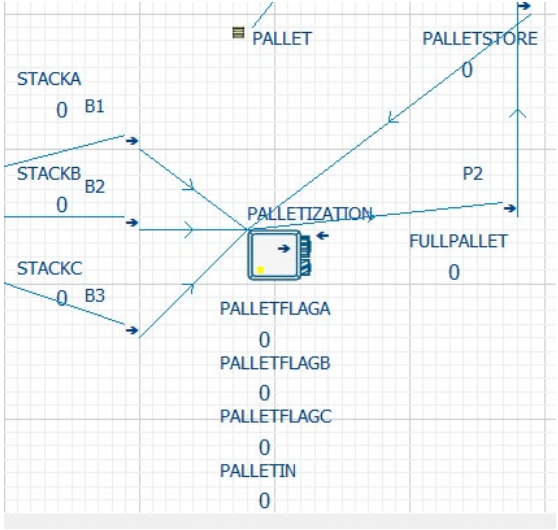 PALLET
PALLETSTORE
0
STACKA
0
B1
STACKB
0
B2
P2
PALLETIZATION
FULLPALLET
0
STACKC
0
B3
PALLETFLAGA
0
PALLETFLAGB
0
PALLETFLAGC
0
PALLETIN
0